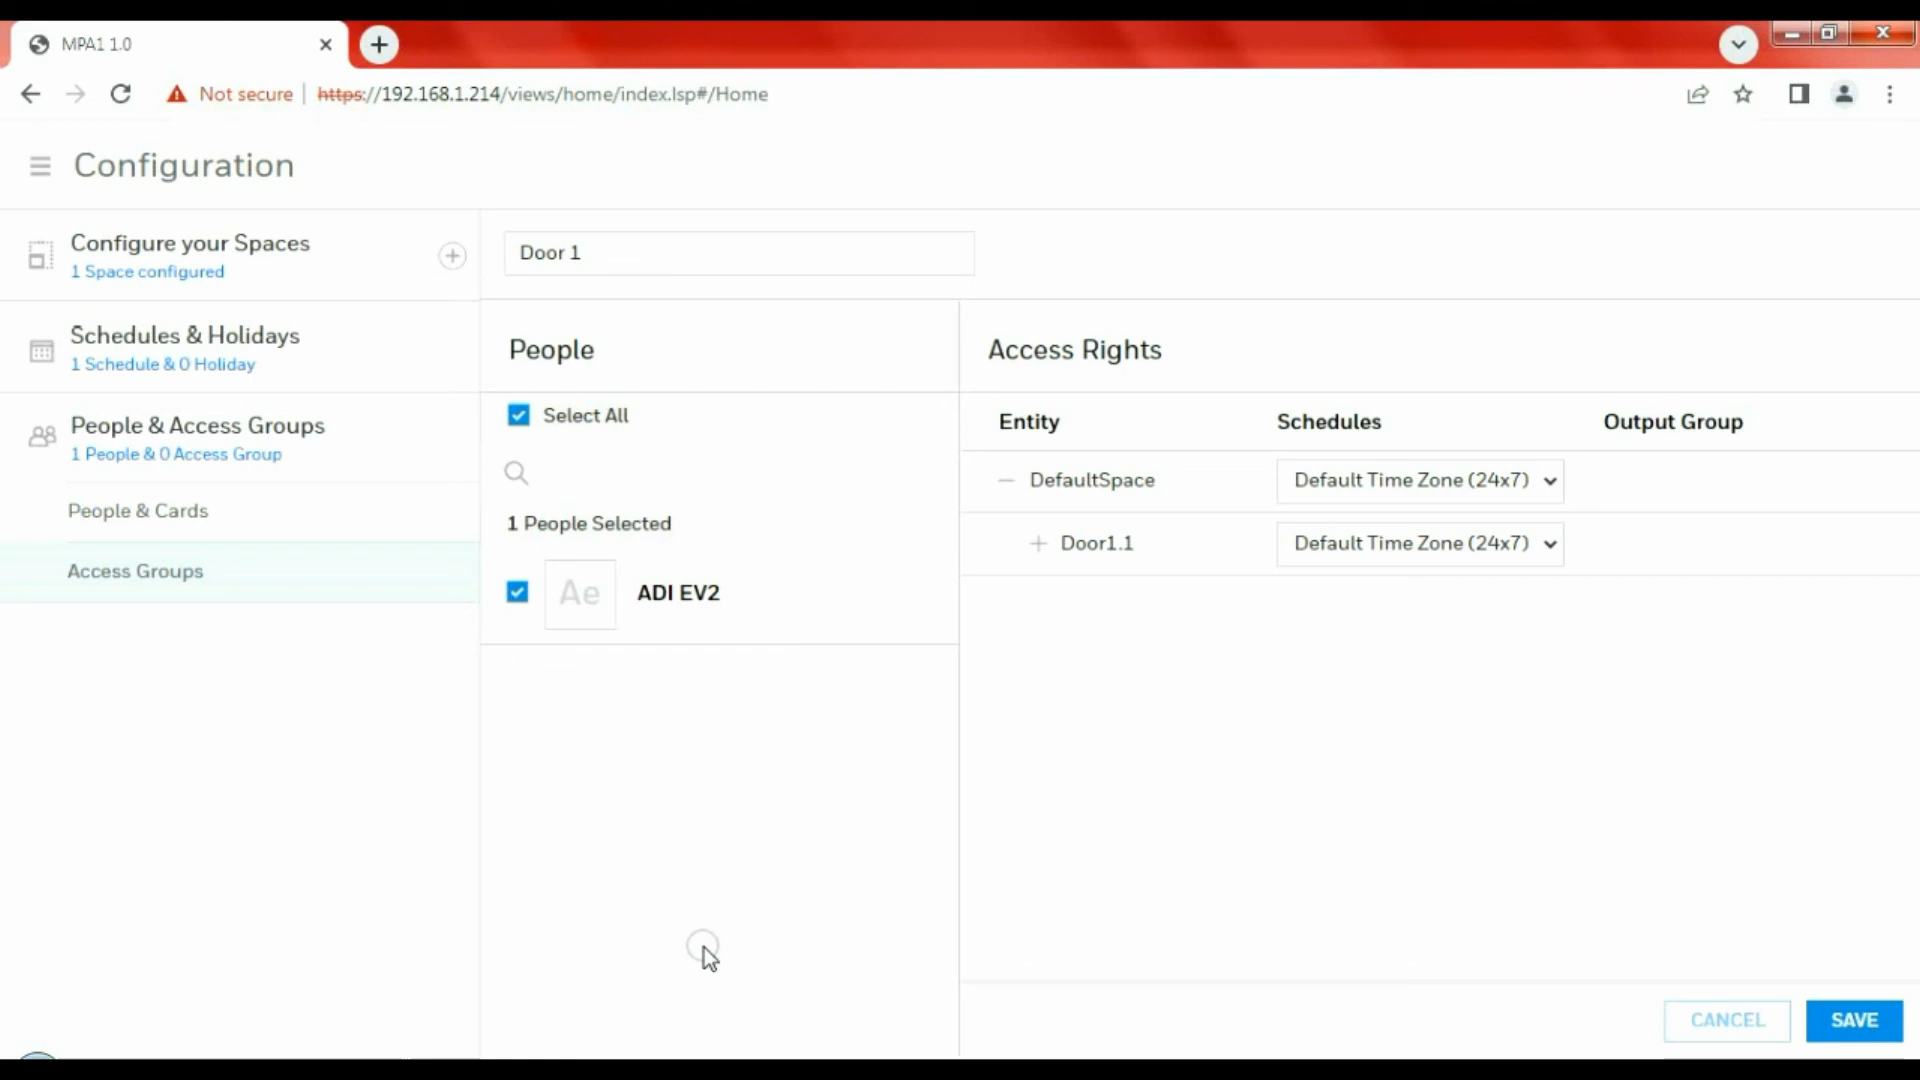 MPA1 1.0
Not secure
https://192.168.1.214/views/home/index.lsp#/Home
Configuration
Configure your Spaces
1 Space configured
Door 1
Schedules & Holidays
1 Schedule & 0 Holiday
People
Access Rights
People & Access Groups
1 People & 0 Access Group
Select All
Entity
Schedules
Output Group
DefaultSpace
Default Time Zone (24x7)
People & Cards
1 People Selected
Door1.1
Default Time Zone (24x7)
Access Groups
Ae
ADI EV2
CANCEL
SAVE